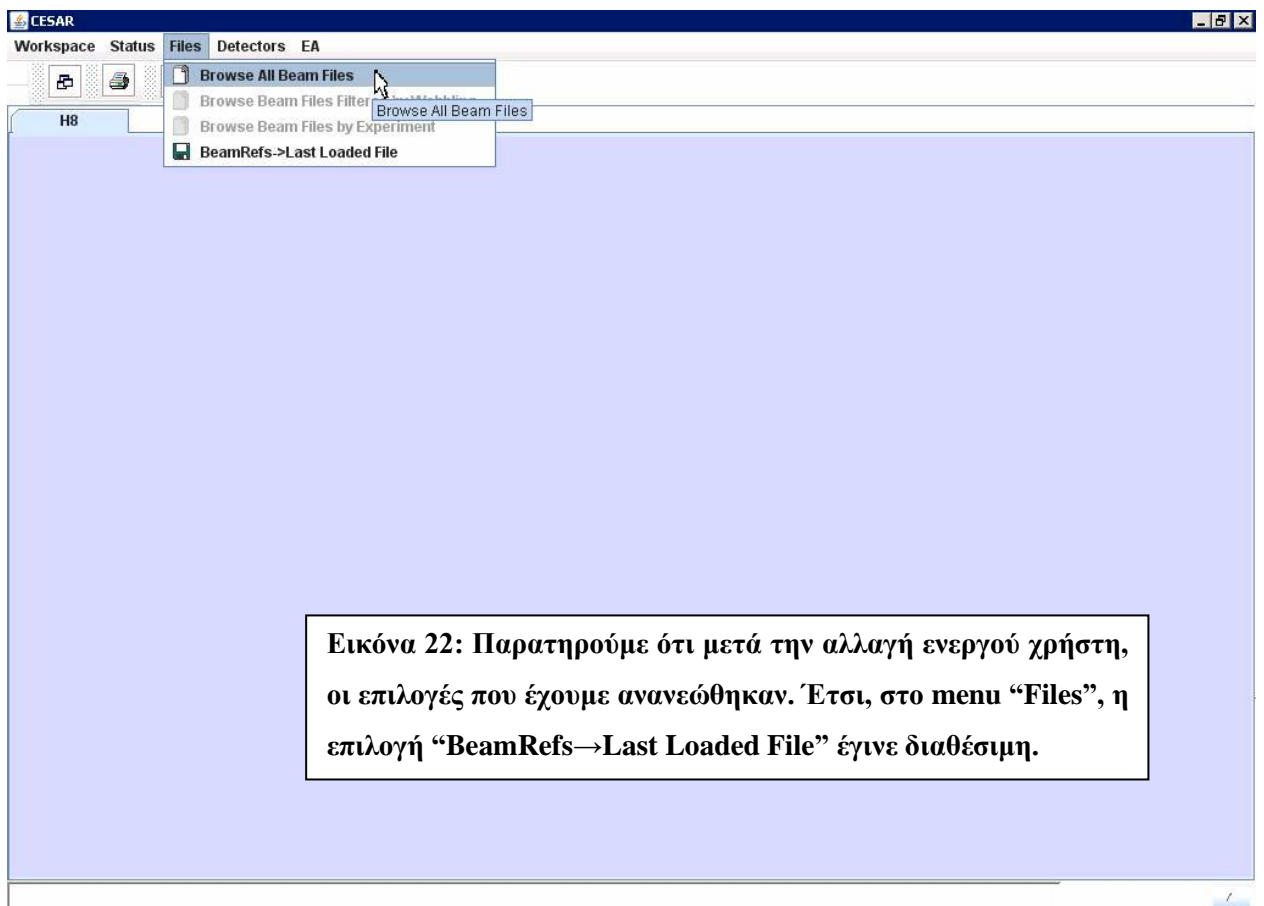 CESAR
Workspace Status Files Detectors EA
Browse All Beam Files
Browse Beam Files
Browse All Beam Files
H8
Browse Beam Files by Experiment
BeamRefs->Last Loaded File
Εικόνα 22: Παρατηρούμε ότι μετά την αλλαγή ενεργού χρήστη,
οι επιλογές που έχουμε ανανεώθηκαν. Έτσι, στο menu “Files”, η
επιλογή “BeamRefs→Last Loaded File” έγινε διαθέσιμη.